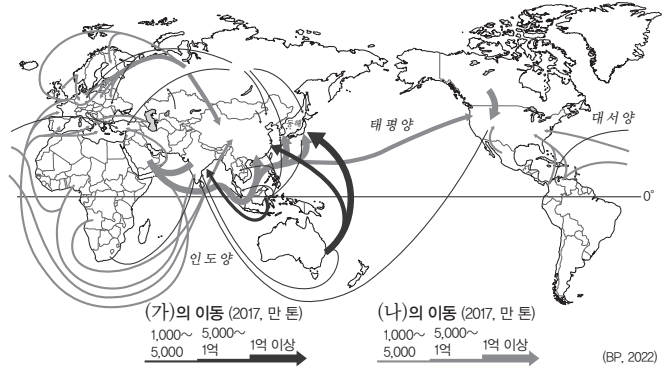 태평양
대서양
0°
인도양
(가)의 이동 (2017, 만 톤)
1,000～
5,000
5,000～
1억
1억 이상
(나)의 이동 (2017, 만 톤)
1,000～
5,000
5,000～
1억
1억 이상
(BP, 2022)